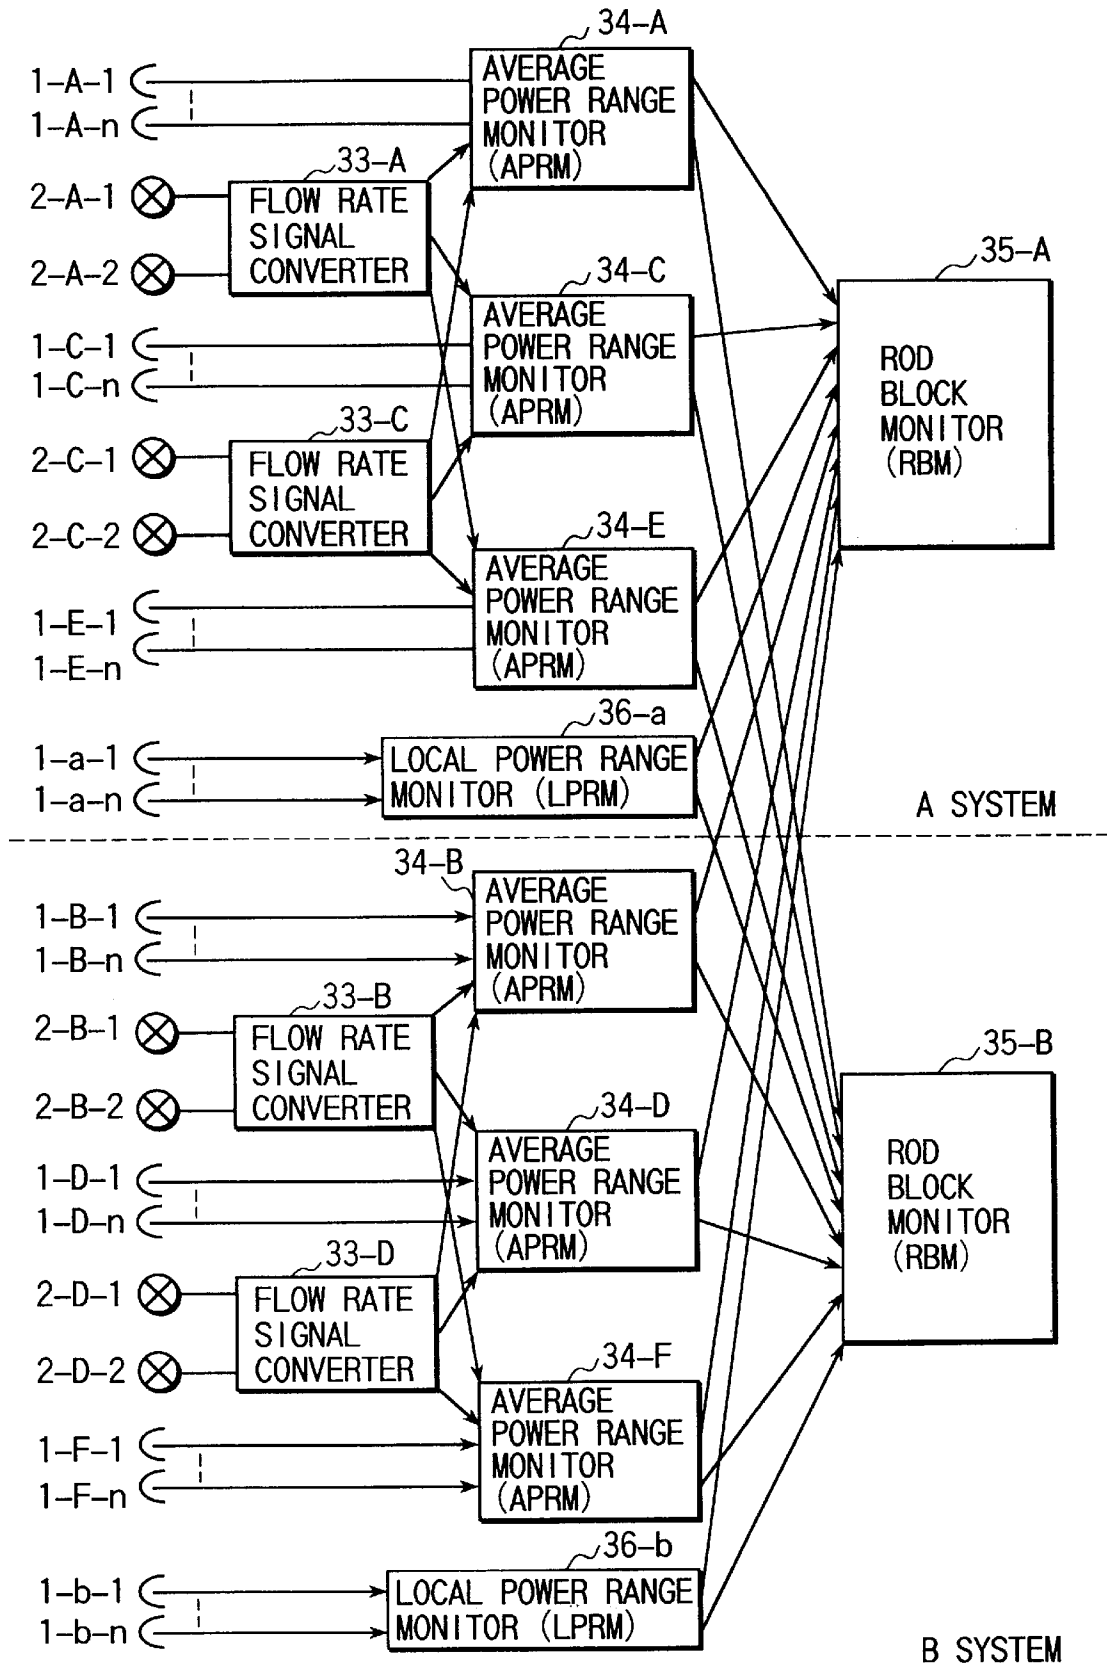 34-A
1-A-1
AVERAGE
POWER RANGE
MONITOR
(APRM)
1-A-n
33-A
2-A-1
FLOW RATE
SIGNAL
CONVERTER
2-A-2
34-C
35-A
AVERAGE
POWER RANGE
MONITOR
(APRM)
1-C-1
1-C-n
ROD
BLOCK
MONITOR
(RBM)
33-C
2-C-1
FLOW RATE
SIGNAL
CONVERTER
2-C-2
34-E
AVERAGE
POWER RANGE
MONITOR
(APRM)
1-E-1
1-E-n
36-a
1-a-1
LOCAL POWER RANGE
MONITOR (LPRM)
1-a-n
A SYSTEM
34-B
AVERAGE
POWER RANGE
MONITOR
(APRM)
1-B-1
1-B-n
33-B
2-B-1
FLOW RATE
SIGNAL
CONVERTER
2-B-2
35-B
34-D
AVERAGE
POWER RANGE
MONITOR
(APRM)
1-D-1
1-D-n
ROD
BLOCK
MONITOR
(RBM)
33-D
2-D-1
FLOW RATE
SIGNAL
CONVERTER
2-D-2
34-F
AVERAGE
POWER RANGE
MONITOR
(APRM)
1-F-1
1-F-n
36-b
1-b-1
LOCAL POWER RANGE
MONITOR (LPRM)
1-b-n
B SYSTEM